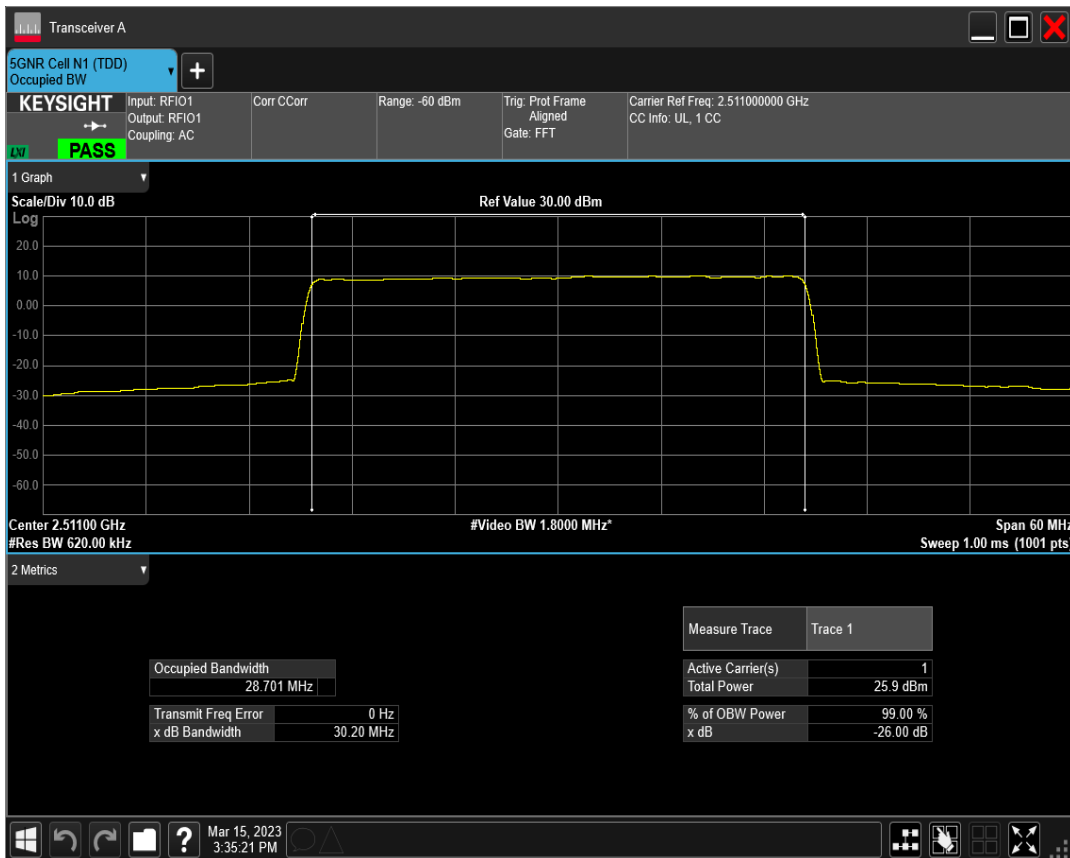 Transceiver A
5GNR Cell N1 (TDD)
Occupied BW
+
KEYSIGHT
LXI
PASS
Input: RFIO1
Output: RFIO1
Coupling: AC
Corr CCorr
Range: -60 dBm
Trig: Prot Frame
Aligned
Gate: FFT
Carrier Ref Freq: 2.511000000 GHz
CC Info: UL, 1 CC
1 Graph
Scale/Div 10.0 dB
Ref Value 30.00 dBm
Log
20.0
10.0
0.00
-10.0
-20.0
-30.0
-40.0
-50.0
-60.0
Center 2.51100 GHz
#Video BW 1.8000 MHz*
Span 60 MHz
#Res BW 620.00 kHz
Sweep 1.00 ms (1001 pts)
2 Metrics
Measure Trace Trace 1
Occupied Bandwidth
28.701 MHz
Active Carrier(s) 1
Total Power 25.9 dBm
Transmit Freq Error 0 Hz
x dB Bandwidth 30.20 MHz
% of OBW Power 99.00 %
x dB -26.00 dB
?
Mar 15, 2023
3:35:21 PM